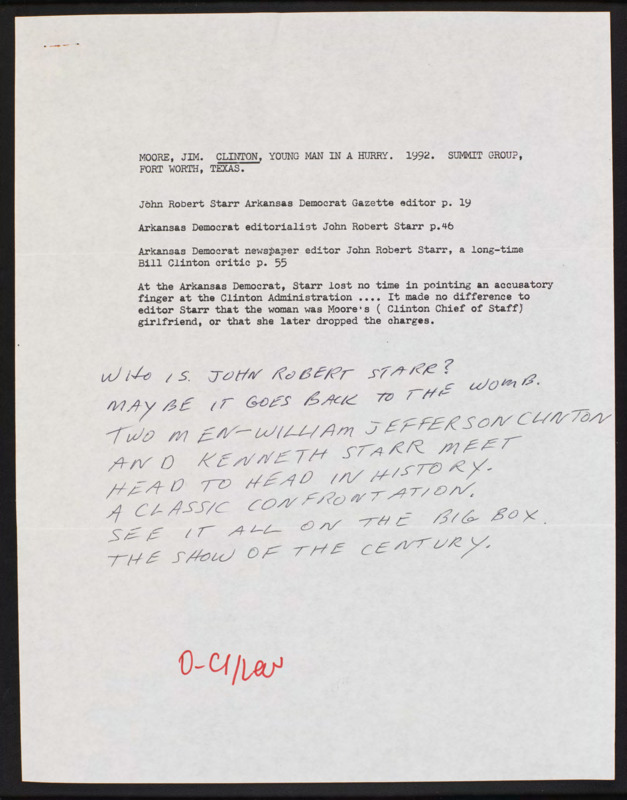 MOORE, JIM. CLINTON, YOUNG MAN IN A HURRY. 1992. SUMMIT GROUP,
FORT WORTH, TEXAS.
John Robert Starr Arkansas Democrat Gazette editor p. 19
Arkansas Democrat editorialist John Robert Starr p.46
Arkansas Democrat newspaper editor John Robert Starr, a long-time
Bill Clinton critic p. 55
At the Arkansas Democrat, Starr lost no time in pointing an accusatory
finger at the Clinton Administration .... It made no difference to
editor Starr that the woman was Moore's ( Clinton Chief of Staff)
girlfriend, or that she later dropped the charges.
WHO IS JOHN ROBERT STARR?
MAYBE IT GOES BACK TO THE WOMB.
TWO MEN-WILLIAM JEFFERSON CLINTON
AND KENNETH STARR MEET
HEAD TO HEAD IN HISTORY.
A CLASSIC CONFRONTATION.
SEE IT ALL ON THE BIG BOX.
THE SHOW OF THE CENTURY.